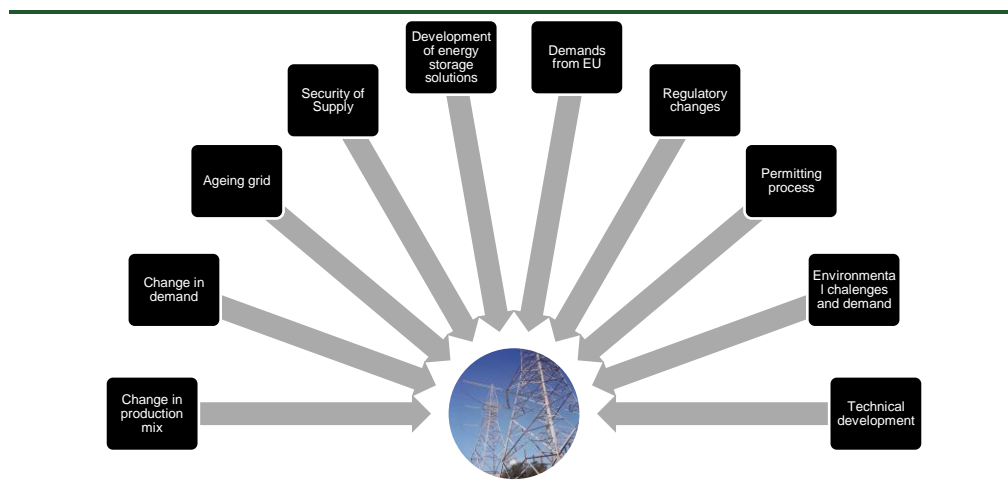 Development
of energy
storage
solutions
Demands
from EU
Security of
Supply
Regulatory
changes
Ageing grid
Permitting
process
Change in
demand
Environmenta
l chalenges
and demand
Change in
production
mix
Technical
development